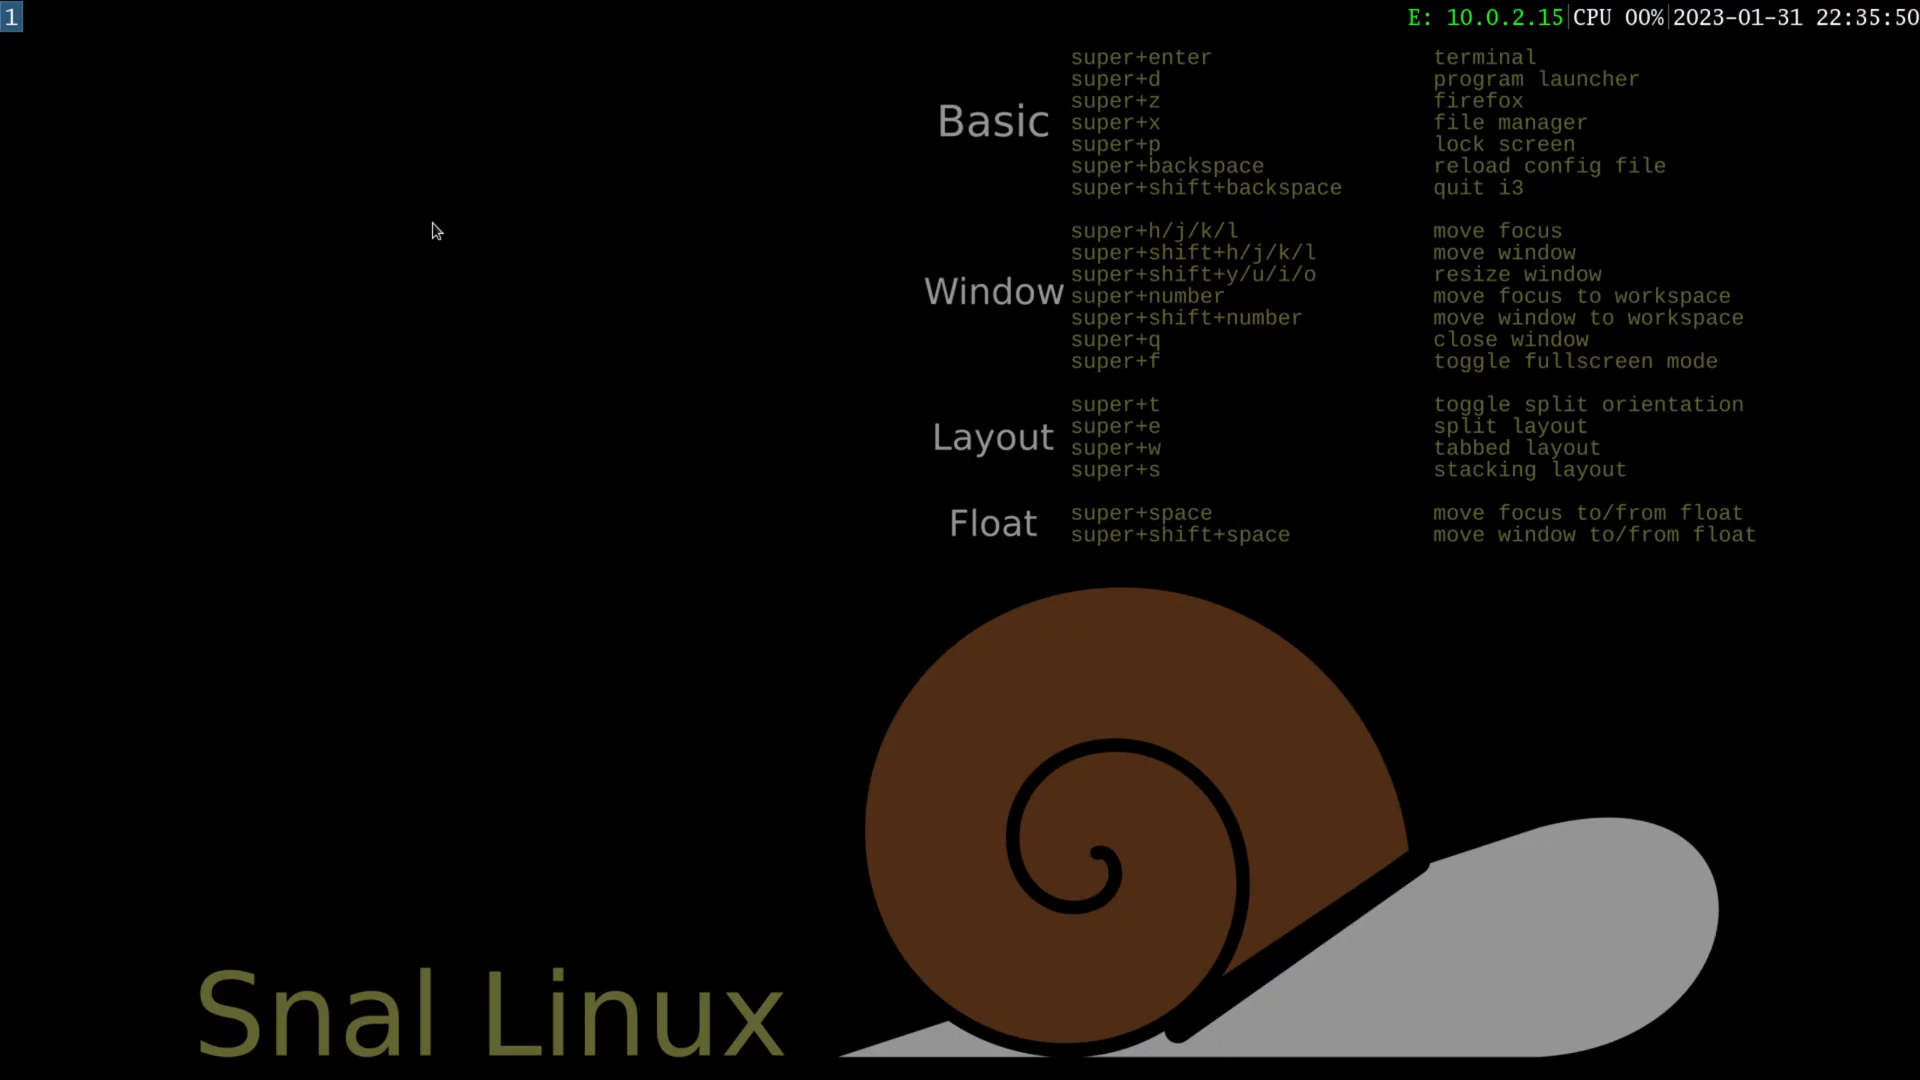 1
E: 10.0.2.15|CPU 00%|2023-01-31 22:35:50
Basic
super+enter terminal
super+d program launcher
super+z firefox
super+x file manager
super+p lock screen
super+backspace reload config file
super+shift+backspace quit i3
Window
super+h/j/k/l move focus
super+shift+h/j/k/l move window
super+shift+y/u/i/o resize window
super+number move focus to workspace
super+shift+number move window to workspace
super+q close window
super+f toggle fullscreen mode
Layout
super+t toggle split orientation
super+e split layout
super+w tabbed layout
super+s stacking layout
Float
super+space move focus to/from float
super+shift+space move window to/from float
Snal Linux